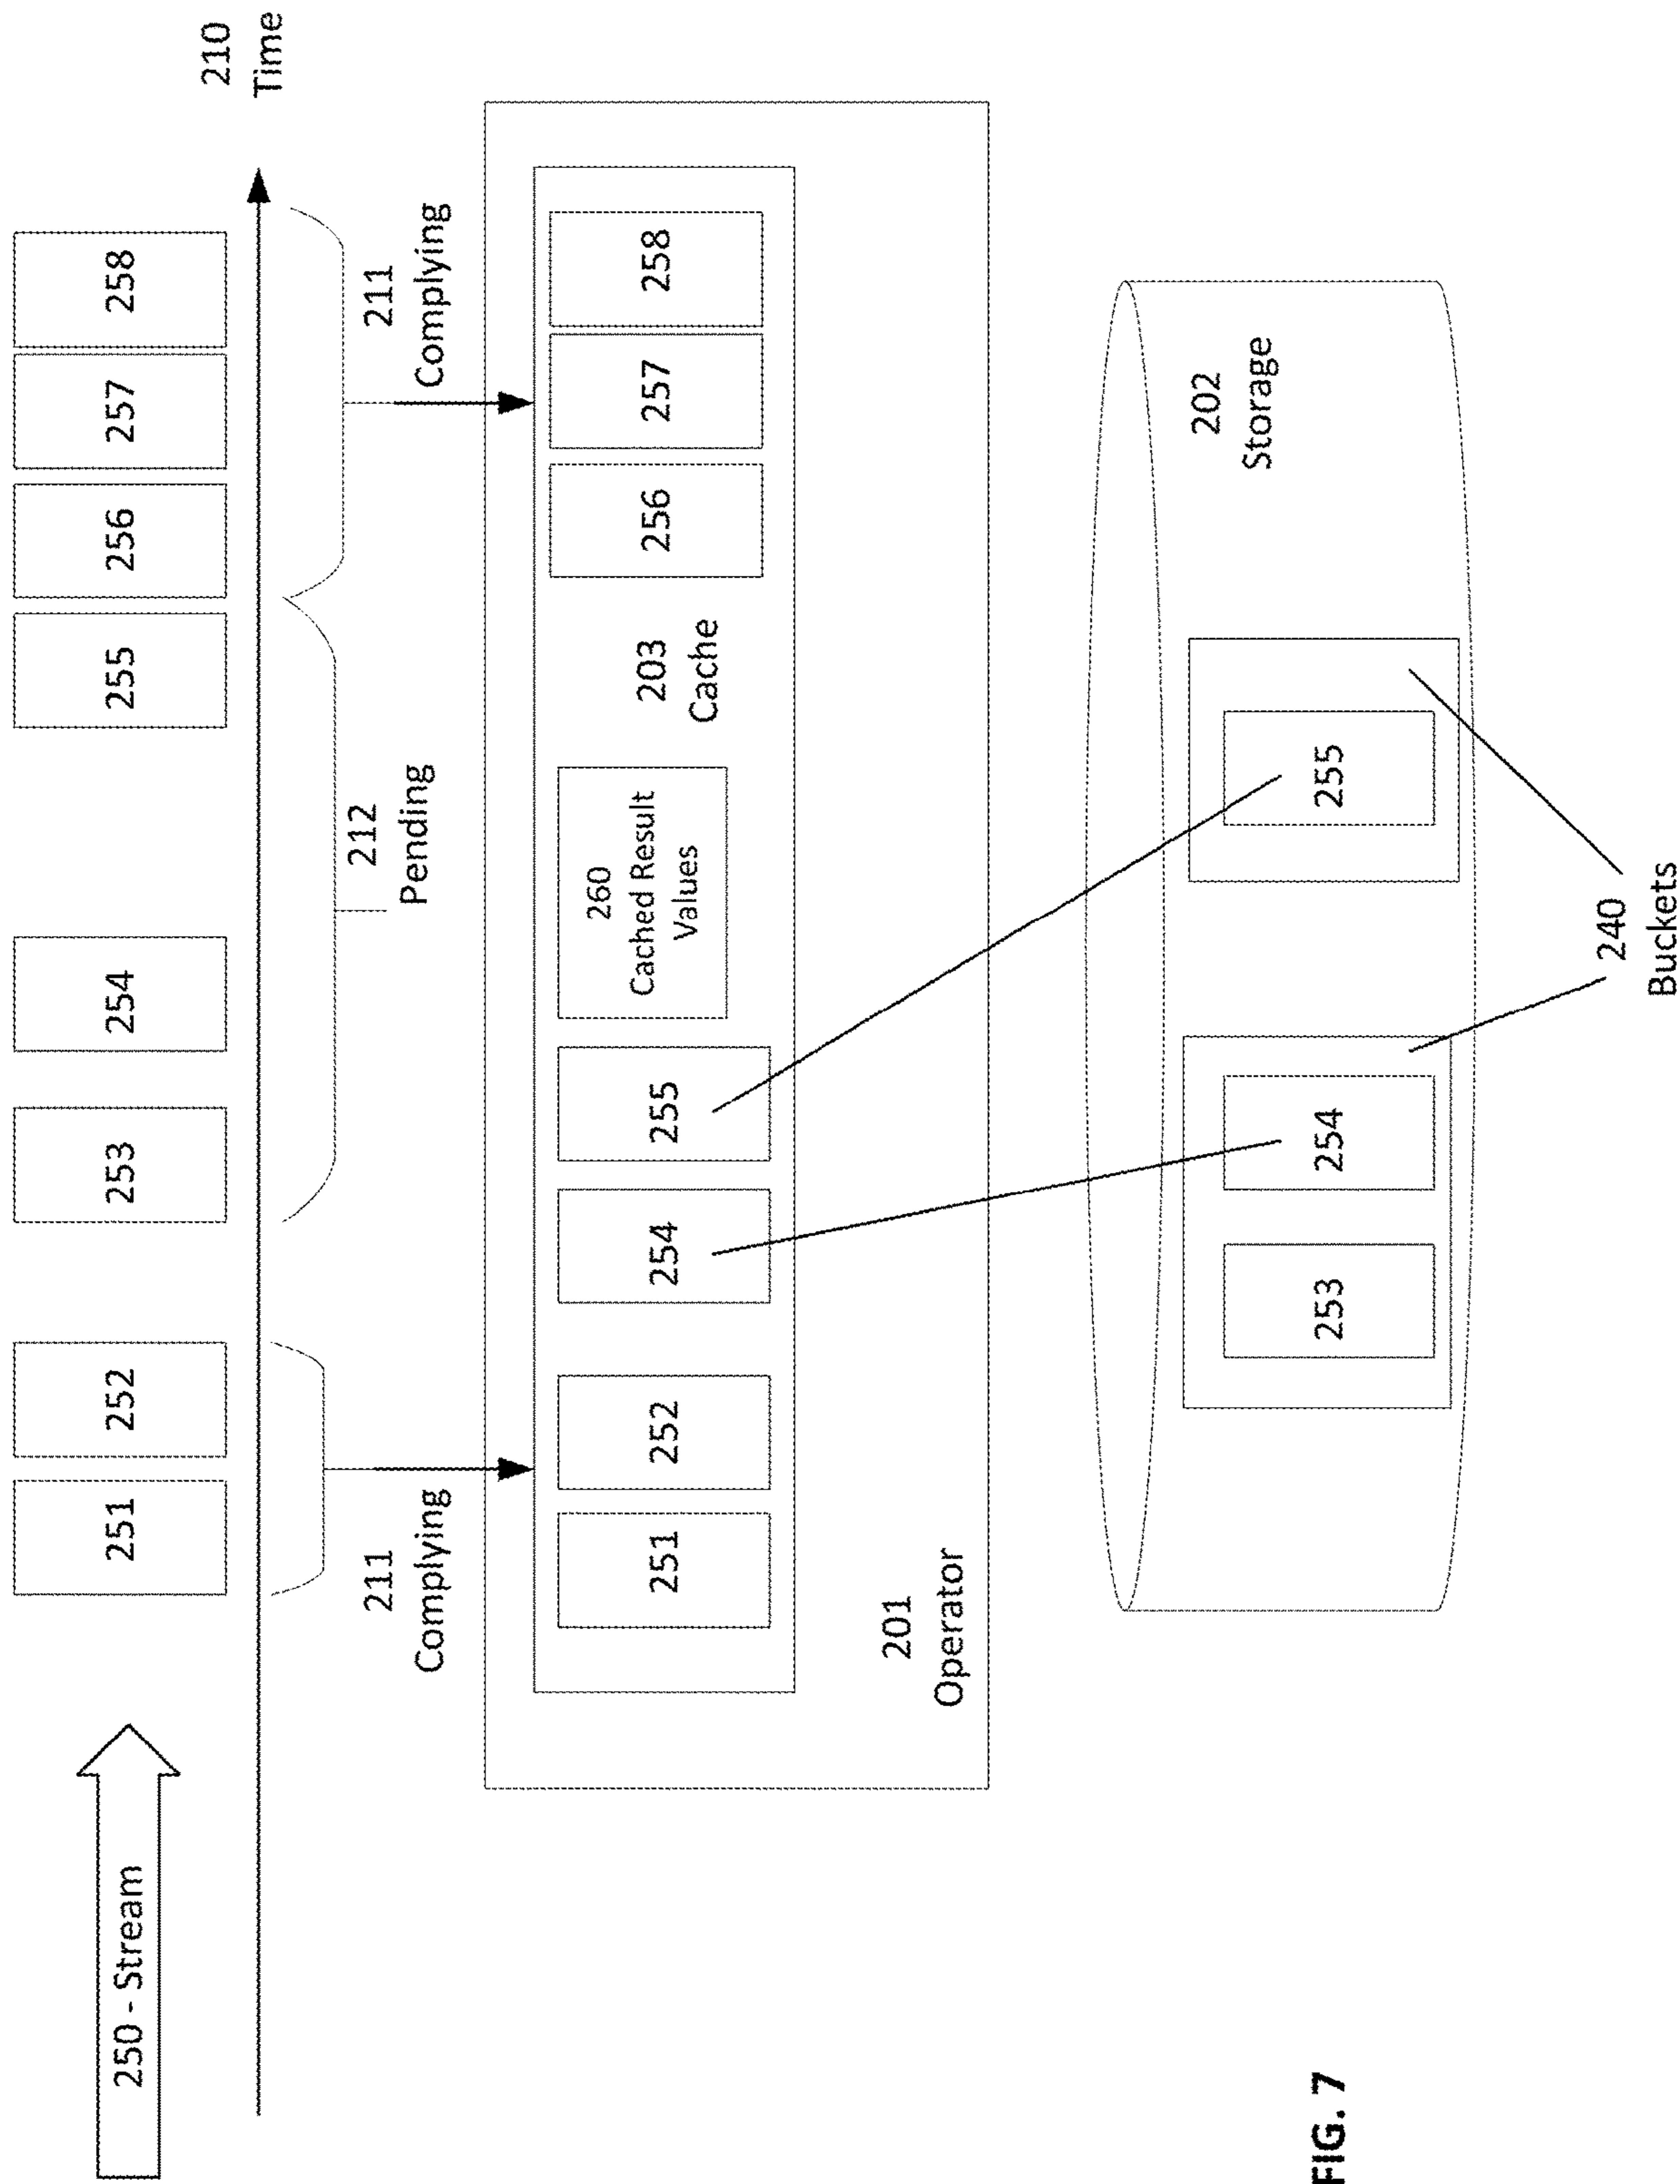 250 - Stream
251
252
253
254
255
256
257
258
210
Time
211
Complying
212
Pending
211
Complying
251
252
254
255
260
Cached Result
Values
203
Cache
256
257
258
201
Operator
202
Storage
253
254
255
240
Buckets
FIG. 7